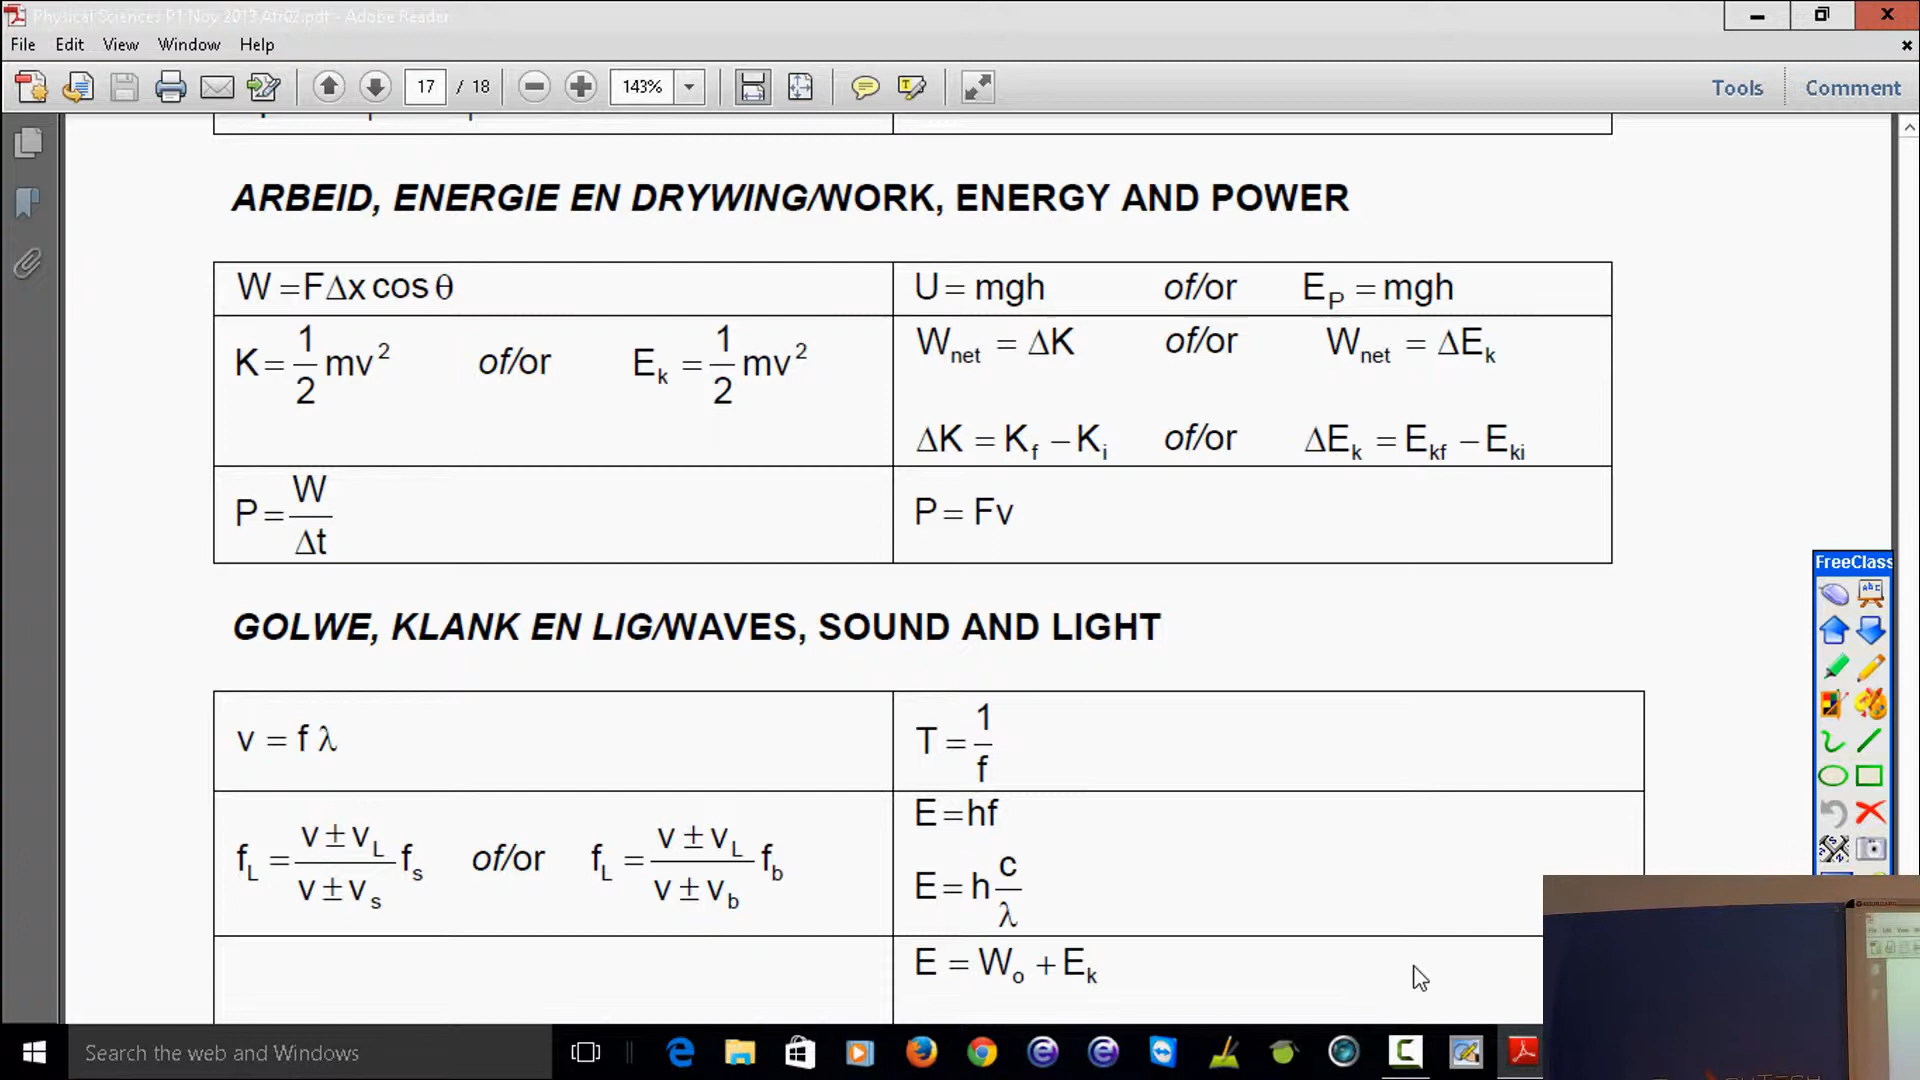 Physical Sciences P1 Nov 2013 Afr02.pdf - Adobe Reader
File Edit View Window Help
17 / 18 143% Tools Comment
ARBEID, ENERGIE EN DRYWING/WORK, ENERGY AND POWER
W = FΔx cos θ
U = mgh of/or E_P = mgh
K = 1/2 mv² of/or E_k = 1/2 mv²
W_net = ΔK of/or W_net = ΔE_k
ΔK = K_f − K_i of/or ΔE_k = E_kf − E_ki
P = W/Δt
P = Fv
GOLWE, KLANK EN LIG/WAVES, SOUND AND LIGHT
v = f λ
T = 1/f
f_L = (v ± v_L)/(v ± v_s) f_s of/or f_L = (v ± v_L)/(v ± v_b) f_b
E = hf
E = h c/λ
E = W_o + E_k
FreeClass
Search the web and Windows